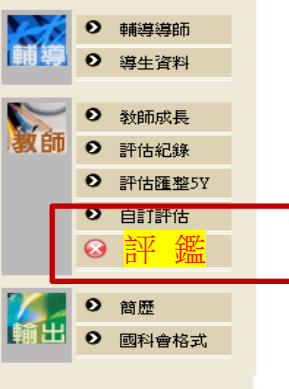 輔導
輔導導師
導生資料
教師
教師成長
評估紀錄
評估匯整5Y
自訂評估
評 鑑
輸出
簡歷
國科會格式